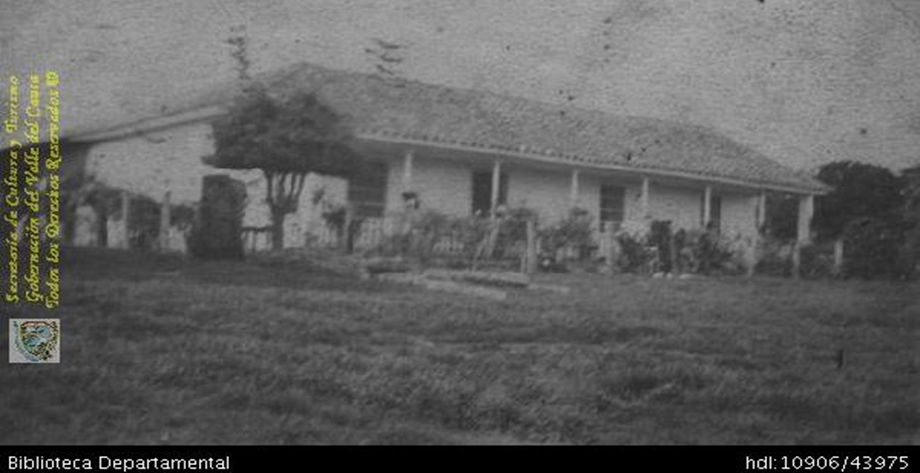 Secretaría de Cultura y Turismo
Gobernación del Valle del Cauca
Todos los Derechos Reservados ©
Biblioteca Departamental
hdl:10906/43975